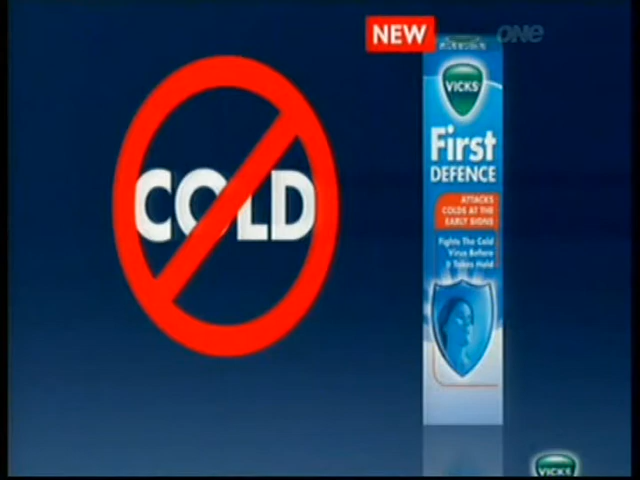 NEW
ONE
COLD
VICKS
First
DEFENCE
ATTACKS
COLDS AT THE
EARLY SIGNS
Fights The Cold
Virus Before
It Takes Hold
VICKS